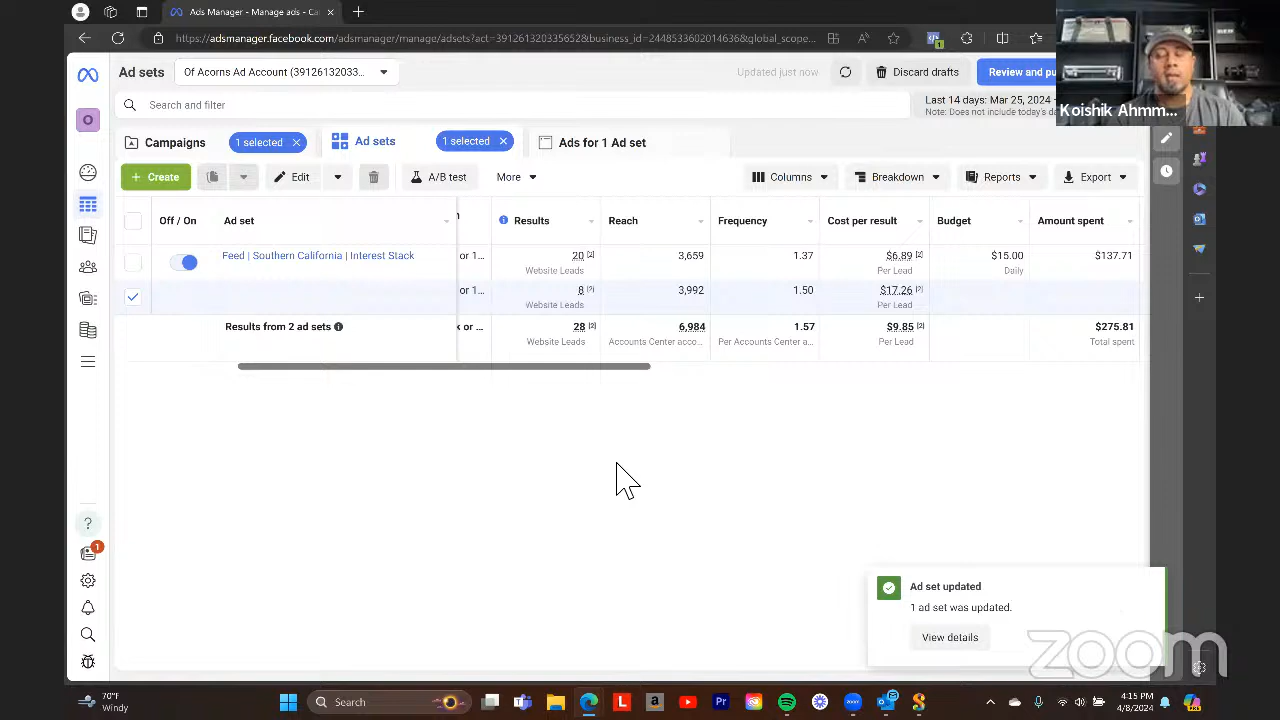 Ads Manager - Manage ads - Ca
https://adsmanager.facebook.com/adsmanager/manage/adsets?act=391261320335652&business_id=2448533602014636&global_scope...
Ad sets
Of Acorns Ad Account (39126132033...
Updated just now
Discard drafts
Review and pu
Koishik Ahmm...
Search and filter
Last 14 days: Mar 25, 2024
Note: Does not include today's da
Campaigns
1 selected
Ad sets
1 selected
Ads for 1 Ad set
O
+ Create
Edit
A/B test
More
Columns
Breakdown
Reports
Export
Off / On
Ad set
Results
Reach
Frequency
Cost per result
Budget
Amount spent
Feed | Southern California | Interest Stack
or 1...
20 [2]
3,659
1.37
$6.89 [2]
$15.00
$137.71
Website Leads
Per Lead
Daily
or 1...
8 [2]
3,992
1.50
$17.26 [2]
Website Leads
Per Lead
Results from 2 ad sets
or ...
28 [2]
6,984
1.57
$9.85 [2]
$275.81
Website Leads
Accounts Center acco...
Per Accounts Center a...
Per Lead
Total spent
1
Ad set updated
1 ad set was updated.
View details
zoom
70°F
Windy
Search
4:15 PM
4/8/2024